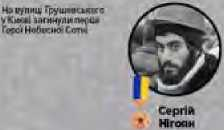 На вулиці Грушевського
у Києві загинули перші
Герої Небесної Сотні
Сергій
Нігоян